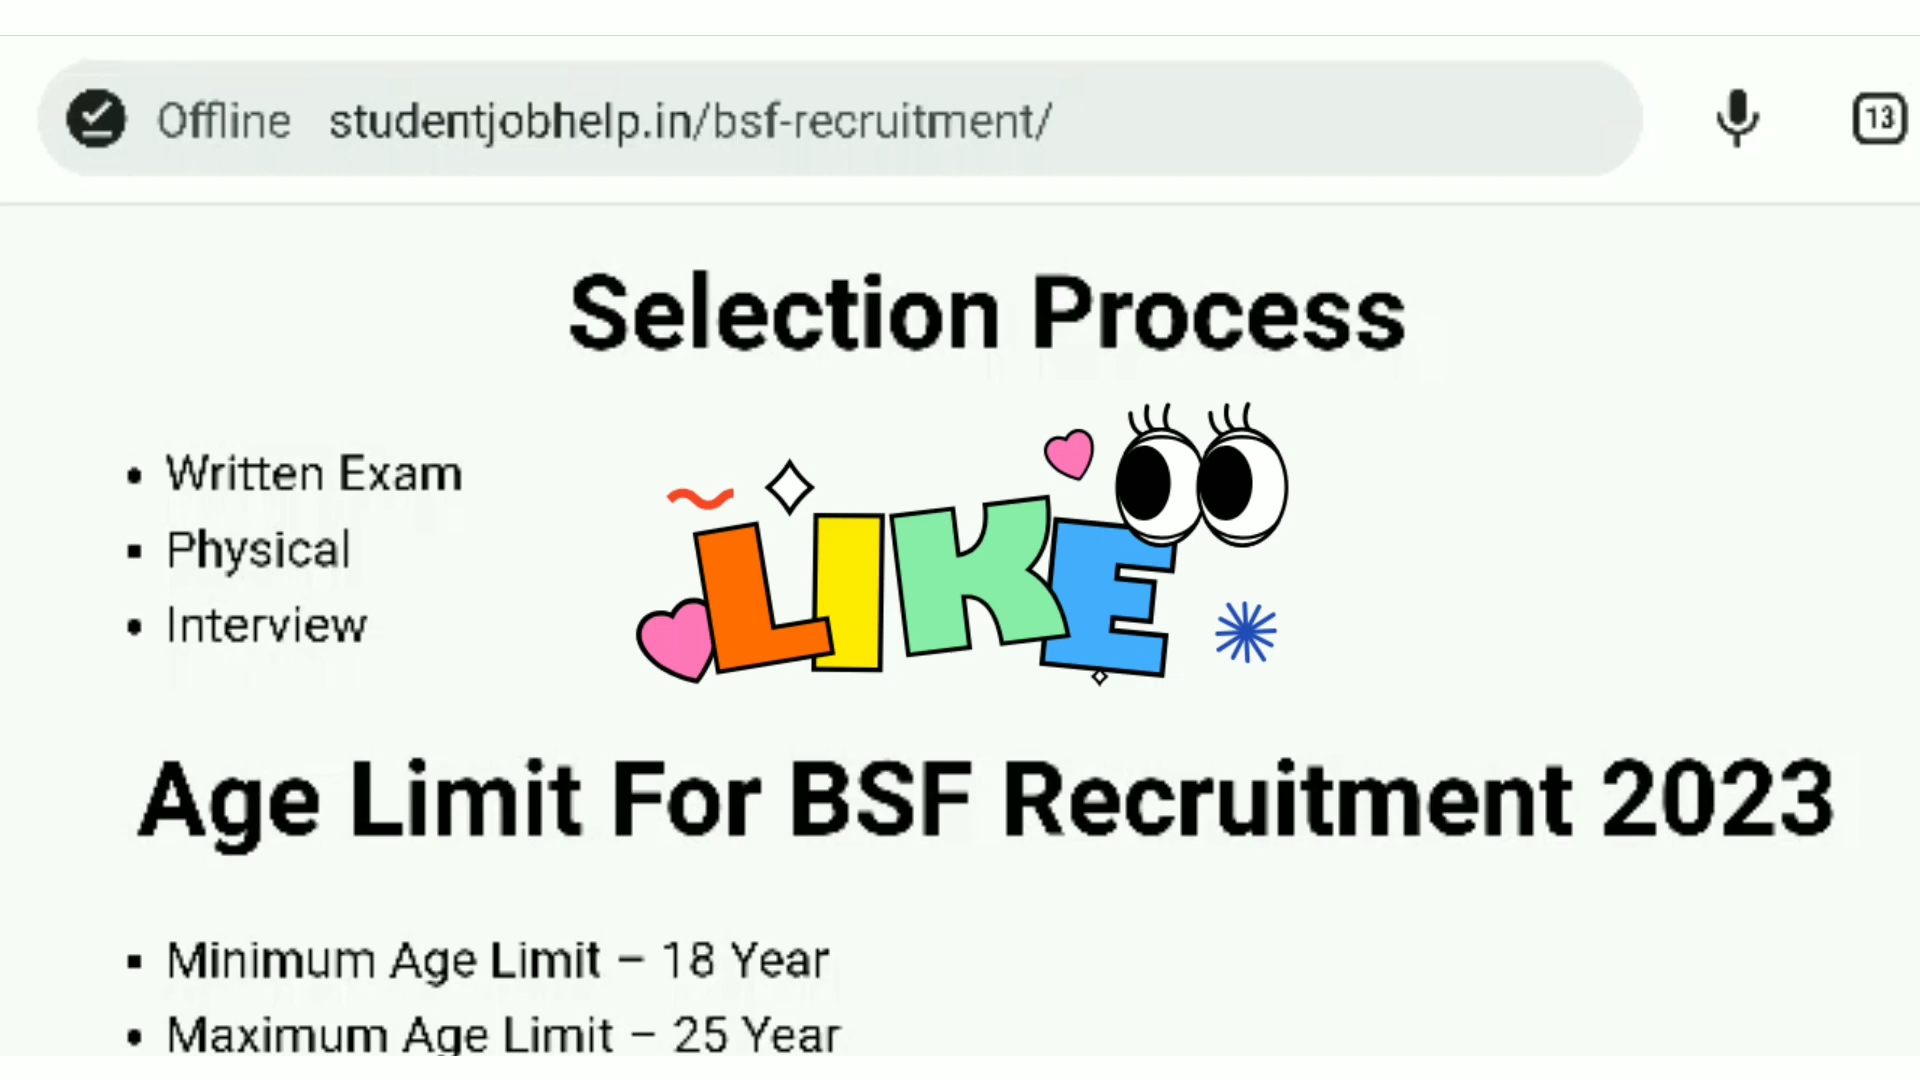 Offline studentjobhelp.in/bsf-recruitment/
13
Selection Process
• Written Exam
▪ Physical
• Interview
LIKE
Age Limit For BSF Recruitment 2023
▪ Minimum Age Limit – 18 Year
• Maximum Age Limit – 25 Year